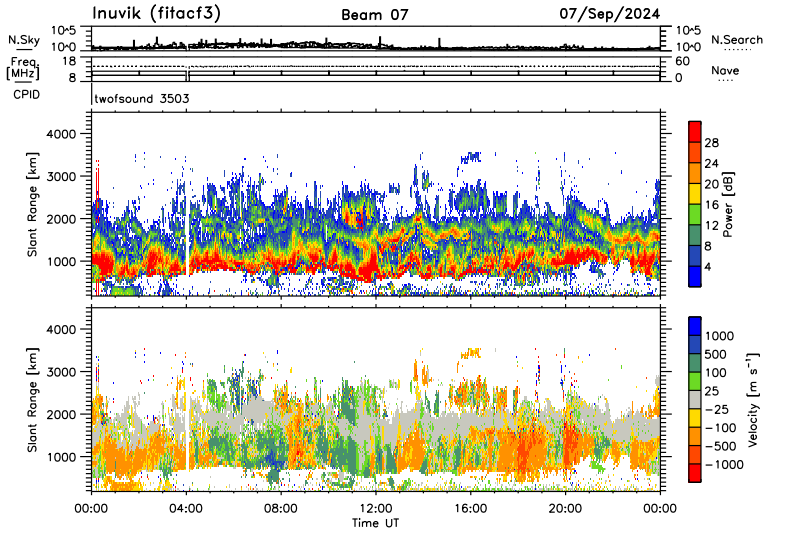 Inuvik (fitacf3) Beam 07 07/Sep/2024
N.Sky 10^5 10^5 N.Search
10^0 10^0
Freq. [MHz] 18 60 Nave
8 0
CPID twofsound 3503
Slant Range [km]
4000
3000
2000
1000
Power [dB]
28
24
20
16
12
8
4
Slant Range [km]
4000
3000
2000
1000
Velocity [m s^-1]
1000
500
100
25
-25
-100
-500
-1000
00:00 04:00 08:00 12:00 16:00 20:00 00:00
Time UT